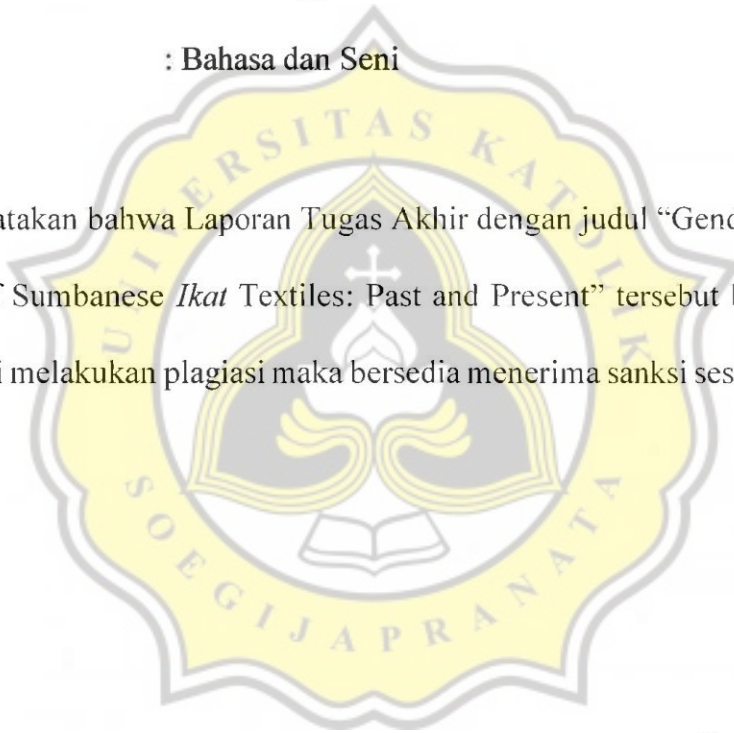 : Bahasa dan Seni
UNIVERSITAS KATOLIK
atakan bahwa Laporan Tugas Akhir dengan judul “Gend
Sumbanese Ikat Textiles: Past and Present” tersebut
i melakukan plagiasi maka bersedia menerima sanksi ses
SOEGIJAPRANATA